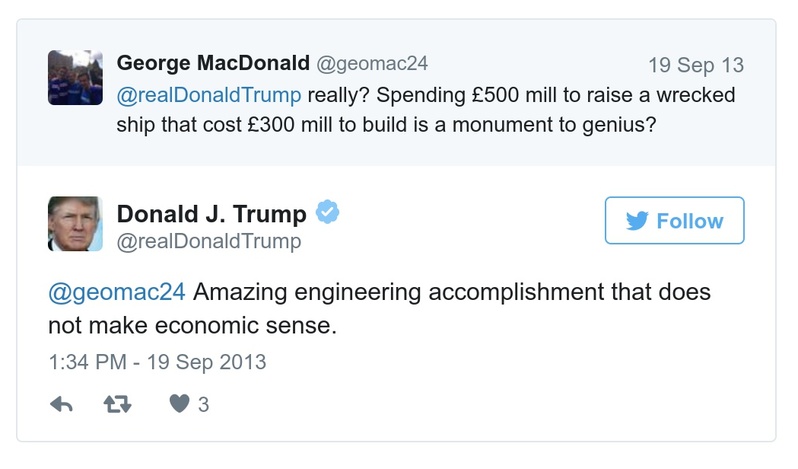 George MacDonald @geomac24 19 Sep 13
@realDonaldTrump really? Spending £500 mill to raise a wrecked
ship that cost £300 mill to build is a monument to genius?
Donald J. Trump
@realDonaldTrump
Follow
@geomac24 Amazing engineering accomplishment that does
not make economic sense.
1:34 PM - 19 Sep 2013
3